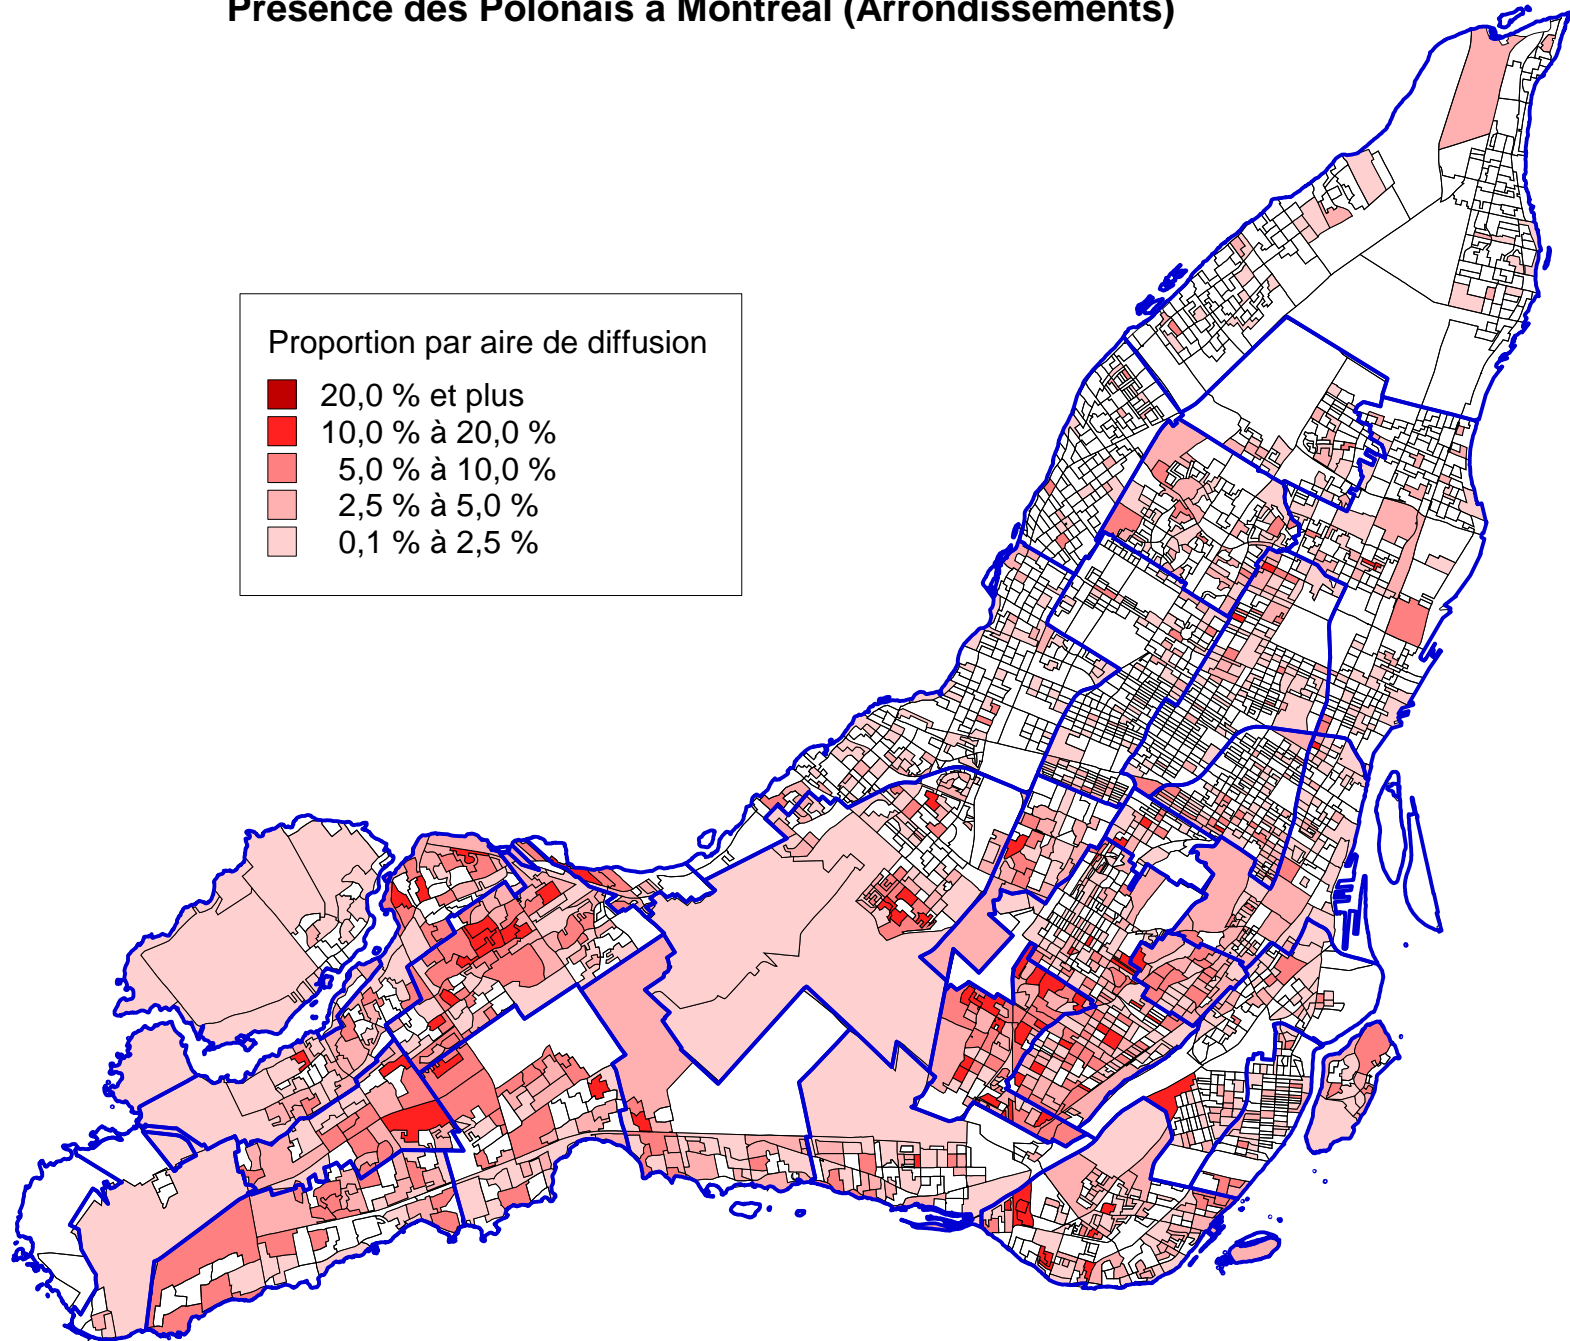 Présence des Polonais à Montréal (Arrondissements)
Proportion par aire de diffusion
20,0 % et plus
10,0 % à 20,0 %
5,0 % à 10,0 %
2,5 % à 5,0 %
0,1 % à 2,5 %